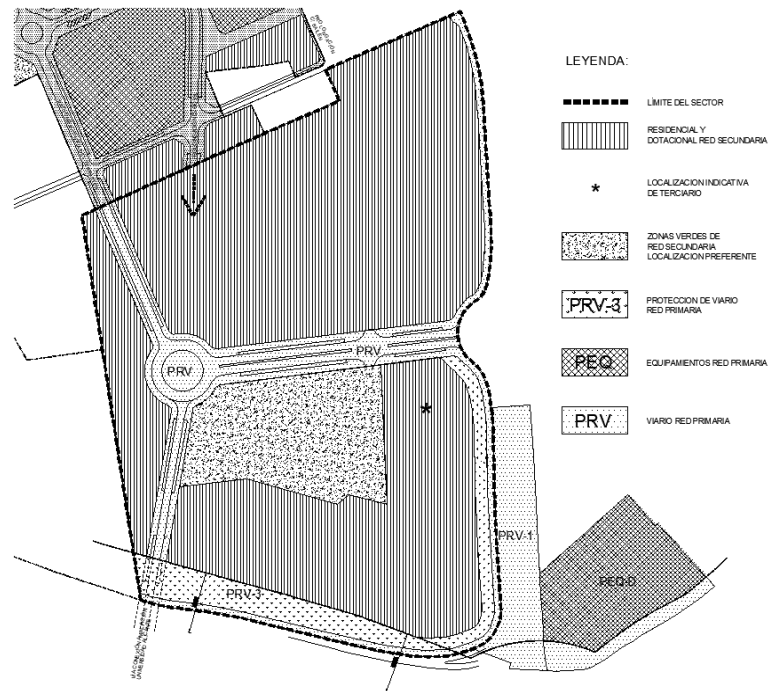 LEYENDA:
LÍMITE DEL SECTOR
RESIDENCIAL Y
DOTACIONAL RED SECUNDARIA
*
LOCALIZACION INDICATIVA
DE TERCIARIO
ZONAS VERDES DE
RED SECUNDARIA
LOCALIZACION PREFERENTE
PRV-3
PROTECCION DE VIARIO
RED PRIMARIA
PEQ
EQUIPAMIENTOS RED PRIMARIA
PRV
VIARIO RED PRIMARIA
PRV
PRV
*
PRV-1
PEQ-D
PRV-3